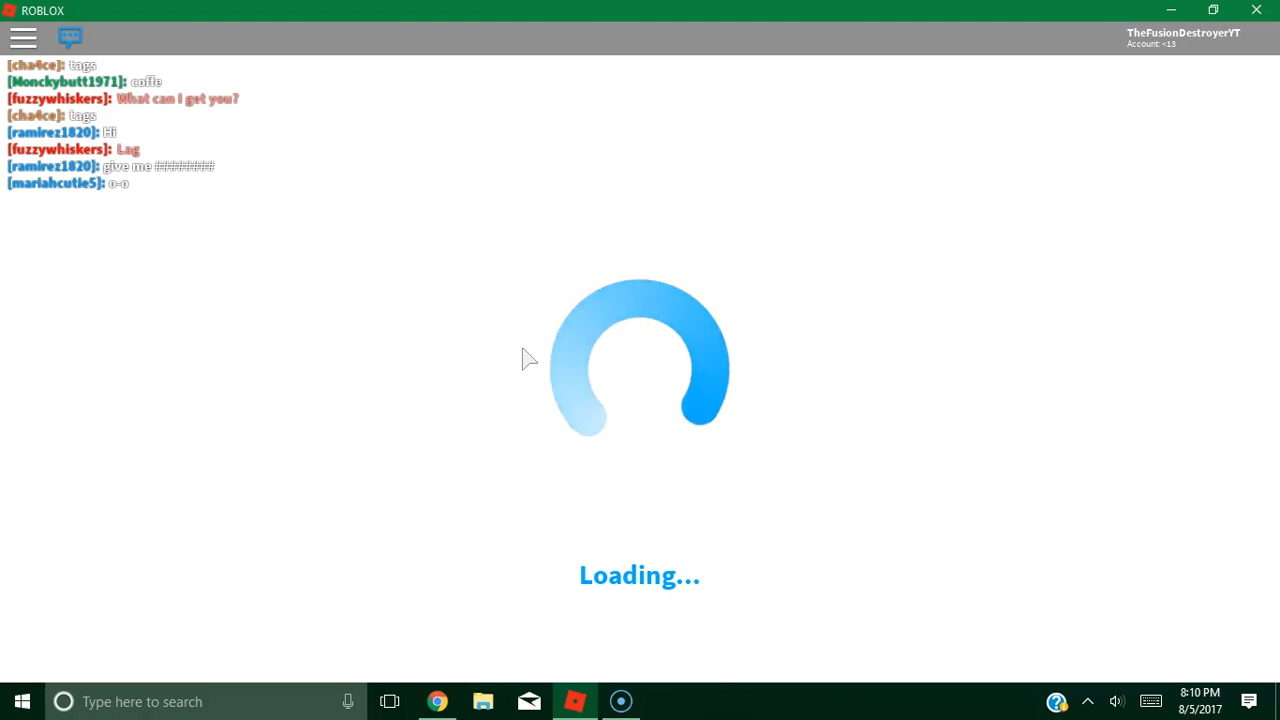 ROBLOX
TheFusionDestroyerYT
Account: <13
[cha4ce]: tags
[Monckybutt1971]: coffe
[fuzzywhiskers]: What can I get you?
[cha4ce]: tags
[ramirez1820]: Hi
[fuzzywhiskers]: Lag
[ramirez1820]: give me ########
[mariahcutie5]: o-o
Loading...
Type here to search
8:10 PM
8/5/2017